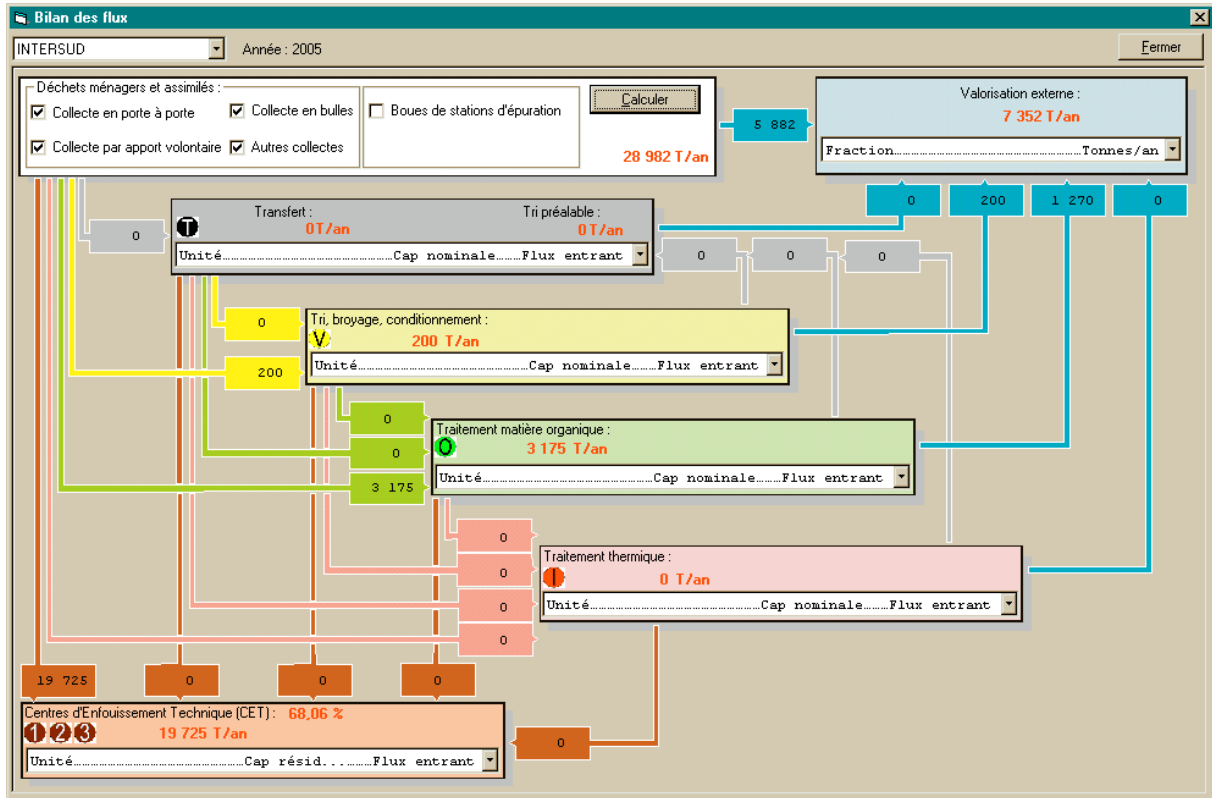 Bilan des flux
INTERSUD
Année : 2005
Fermer
Déchets ménagers et assimilés :
Collecte en porte à porte
Collecte en bulles
Boues de stations d'épuration
Calculer
Collecte par apport volontaire
Autres collectes
28 982 T/an
5 882
Valorisation externe :
7 352 T/an
Fraction.......................................................Tonnes/an
0
200
1 270
0
0
T
Transfert :
0T/an
Tri préalable :
0T/an
Unité..................................................Cap nominale.......Flux entrant
0
0
0
0
200
Tri, broyage, conditionnement :
V
200 T/an
Unité..................................................Cap nominale.......Flux entrant
0
0
3 175
Traitement matière organique :
O
3 175 T/an
Unité..................................................Cap nominale.......Flux entrant
0
0
0
0
Traitement thermique :
I
0 T/an
Unité..................................................Cap nominale.......Flux entrant
19 725
0
0
0
Centres d'Enfouissement Technique (CET) : 68,06 %
1 2 3
19 725 T/an
Unité..................................................Cap résid..........Flux entrant
0